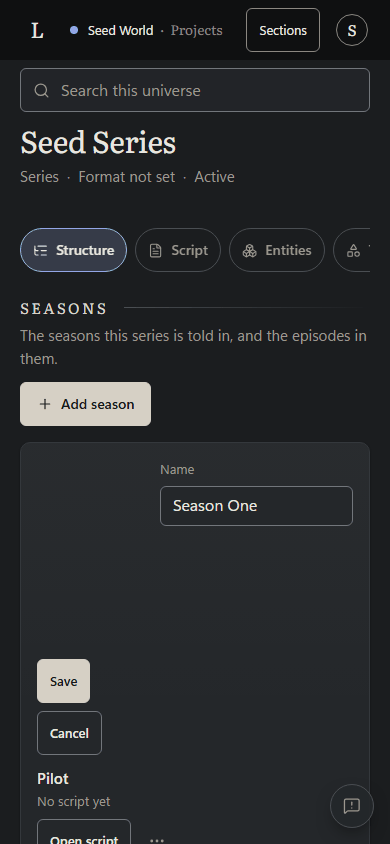 L Seed World · Projects Sections S
Search this universe
Seed Series
Series · Format not set · Active
Structure Script Entities
SEASONS
The seasons this series is told in, and the episodes in
them.
+ Add season
Name
Season One
Save
Cancel
Pilot
No script yet
Open script ...